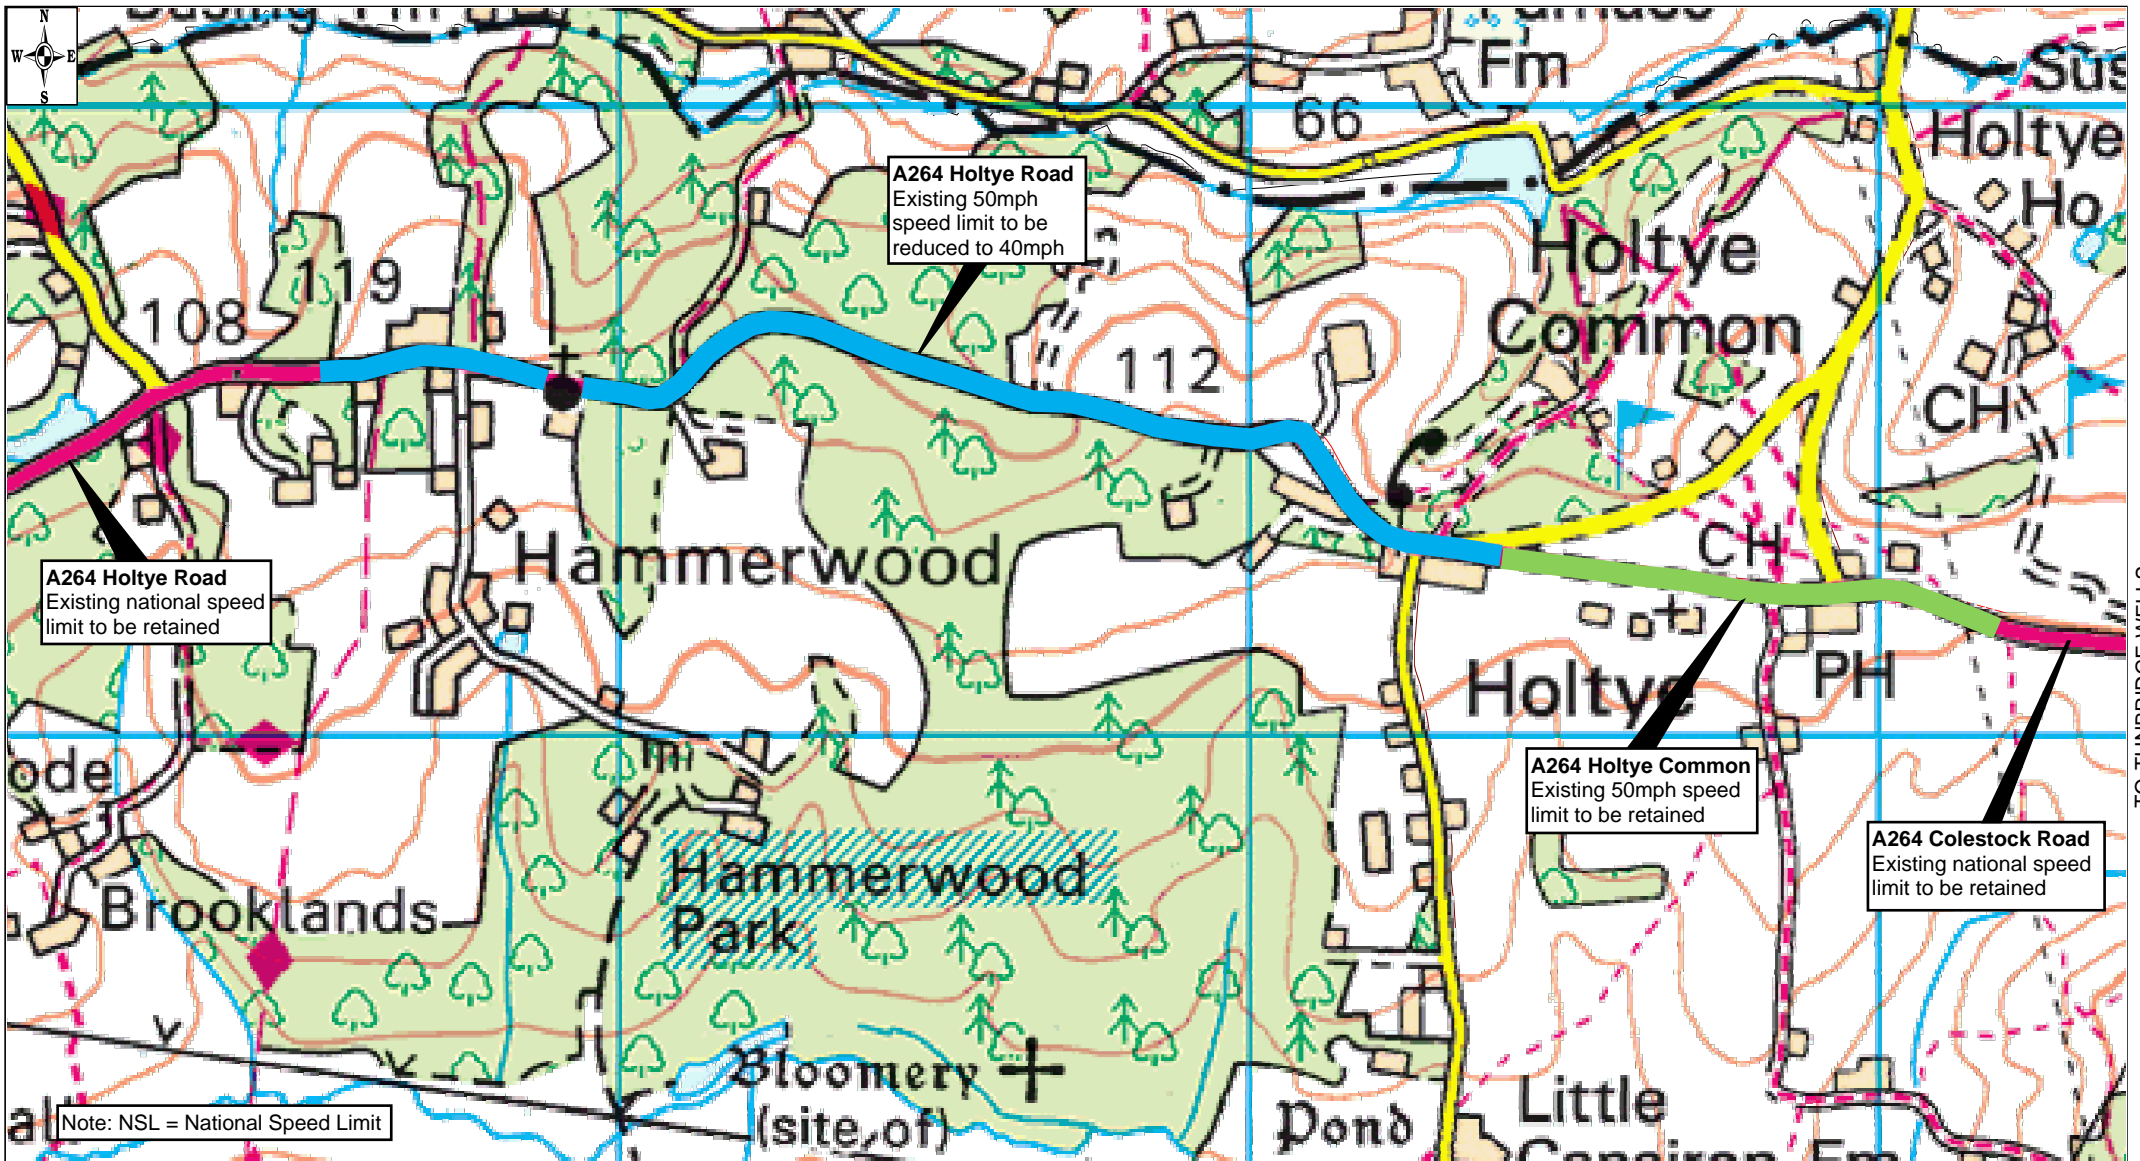 N
W E
S
Fm
66
Holtye
Ho
A264 Holtye Road
Existing 50mph
speed limit to be
reduced to 40mph
Holtye
Common
119
108
112
CH
CH
Hammerwood
A264 Holtye Road
Existing national speed
limit to be retained
Holtye
PH
A264 Holtye Common
Existing 50mph speed
limit to be retained
A264 Colestock Road
Existing national speed
limit to be retained
Hammerwood
Park
Brooklands
Bloomery
(site of)
Pond
Little
Note: NSL = National Speed Limit